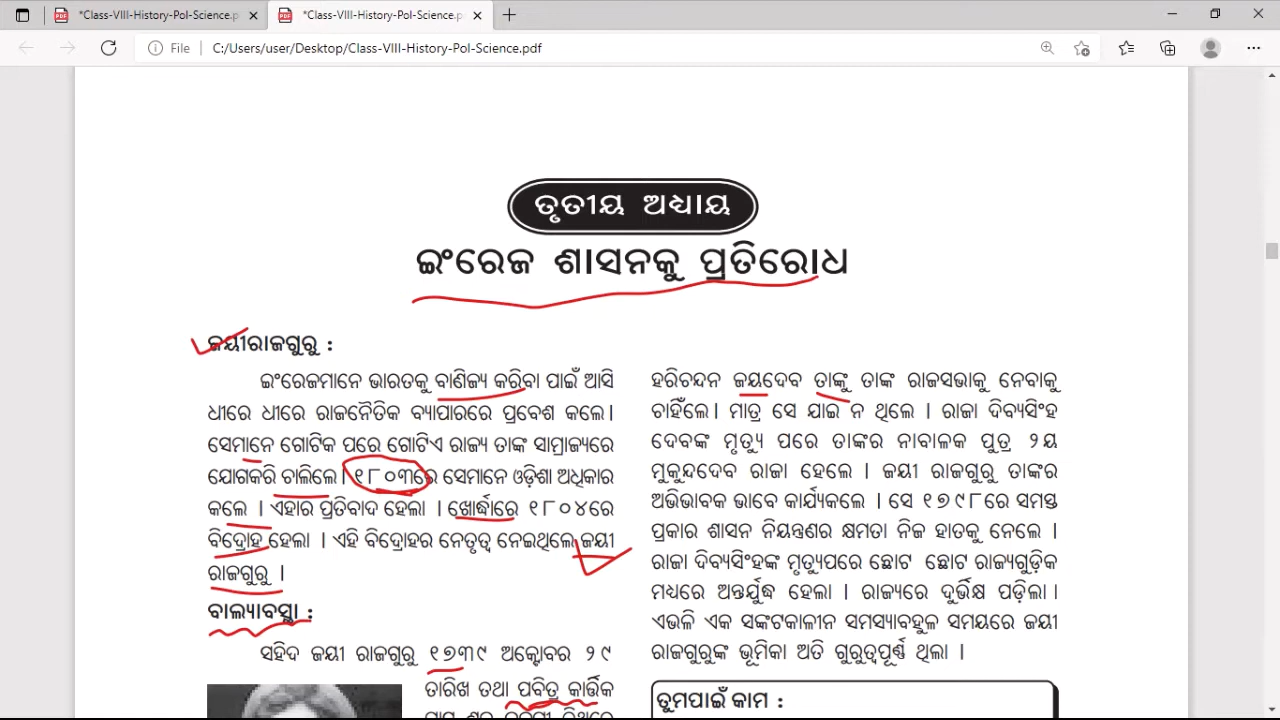 *Class-VIII-History-Pol-Science.p
*Class-VIII-History-Pol-Science.p
File
C:/Users/user/Desktop/Class-VIII-History-Pol-Science.pdf
ତୃତୀୟ ଅଧ୍ୟାୟ
ଇଂରେଜ ଶାସନକୁ ପ୍ରତିରୋଧ
ଜୟୀରାଜଗୁରୁ :
ଇଂରେଜମାନେ ଭାରତକୁ ବାଣିଜ୍ୟ କରିବା ପାଇଁ ଆସି
ଧୀରେ ଧୀରେ ରାଜନୈତିକ ବ୍ୟାପାରରେ ପ୍ରବେଶ କଲେ।
ସେମାନେ ଗୋଟିକ ପରେ ଗୋଟିଏ ରାଜ୍ୟ ତାଙ୍କ ସାମ୍ରାଜ୍ୟରେ
ଯୋଗକରି ଚାଲିଲେ। ୧୮୦୩ରେ ସେମାନେ ଓଡ଼ିଶା ଅଧିକାର
କଲେ । ଏହାର ପ୍ରତିବାଦ ହେଲା । ଖୋର୍ଦ୍ଧାରେ ୧୮୦୪ରେ
ବିଦ୍ରୋହ ହେଲା । ଏହି ବିଦ୍ରୋହର ନେତୃତ୍ୱ ନେଇଥିଲେ ଜୟୀ
ରାଜଗୁରୁ ।
ବାଲ୍ୟାବସ୍ଥା :
ସହିଦ ଜୟୀ ରାଜଗୁରୁ ୧୭୩୯ ଅକ୍ଟୋବର ୨୯
ତାରିଖ ତଥା ପବିତ୍ର କାର୍ତ୍ତିକ
ହରିଚନ୍ଦନ ଜୟଦେବ ତାଙ୍କୁ ତାଙ୍କ ରାଜସଭାକୁ ନେବାକୁ
ଚାହିଁଲେ। ମାତ୍ର ସେ ଯାଇ ନ ଥିଲେ । ରାଜା ଦିବ୍ୟସିଂହ
ଦେବଙ୍କ ମୃତ୍ୟୁ ପରେ ତାଙ୍କର ନାବାଳକ ପୁତ୍ର ୨ୟ
ମୁକୁନ୍ଦଦେବ ରାଜା ହେଲେ । ଜୟୀ ରାଜଗୁରୁ ତାଙ୍କର
ଅଭିଭାବକ ଭାବେ କାର୍ଯ୍ୟକଲେ । ସେ ୧୭୯୮ରେ ସମସ୍ତ
ପ୍ରକାର ଶାସନ ନିୟନ୍ତ୍ରଣର କ୍ଷମତା ନିଜ ହାତକୁ ନେଲେ ।
ରାଜା ଦିବ୍ୟସିଂହଙ୍କ ମୃତ୍ୟୁପରେ ଛୋଟ ଛୋଟ ରାଜ୍ୟଗୁଡ଼ିକ
ମଧ୍ୟରେ ଅନ୍ତର୍ଯୁଦ୍ଧ ହେଲା । ରାଜ୍ୟରେ ଦୁର୍ଭିକ୍ଷ ପଡ଼ିଲା।
ଏଭଳି ଏକ ସଙ୍କଟକାଳୀନ ସମସ୍ୟାବହୁଳ ସମୟରେ ଜୟୀ
ରାଜଗୁରୁଙ୍କ ଭୂମିକା ଅତି ଗୁରୁତ୍ୱପୂର୍ଣ୍ଣ ଥିଲା ।
ତୁମପାଇଁ କାମ :